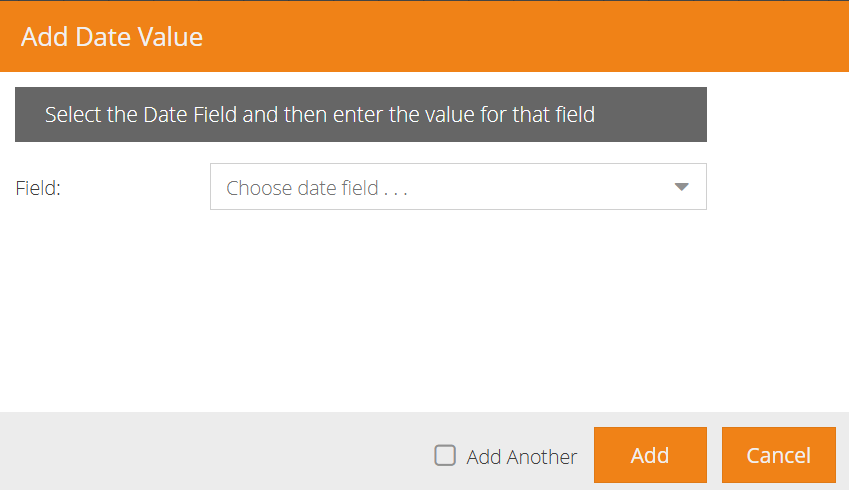 Add Date Value
Select the Date Field and then enter the value for that field
Field:
Choose date field . . .
Add Another
Add
Cancel